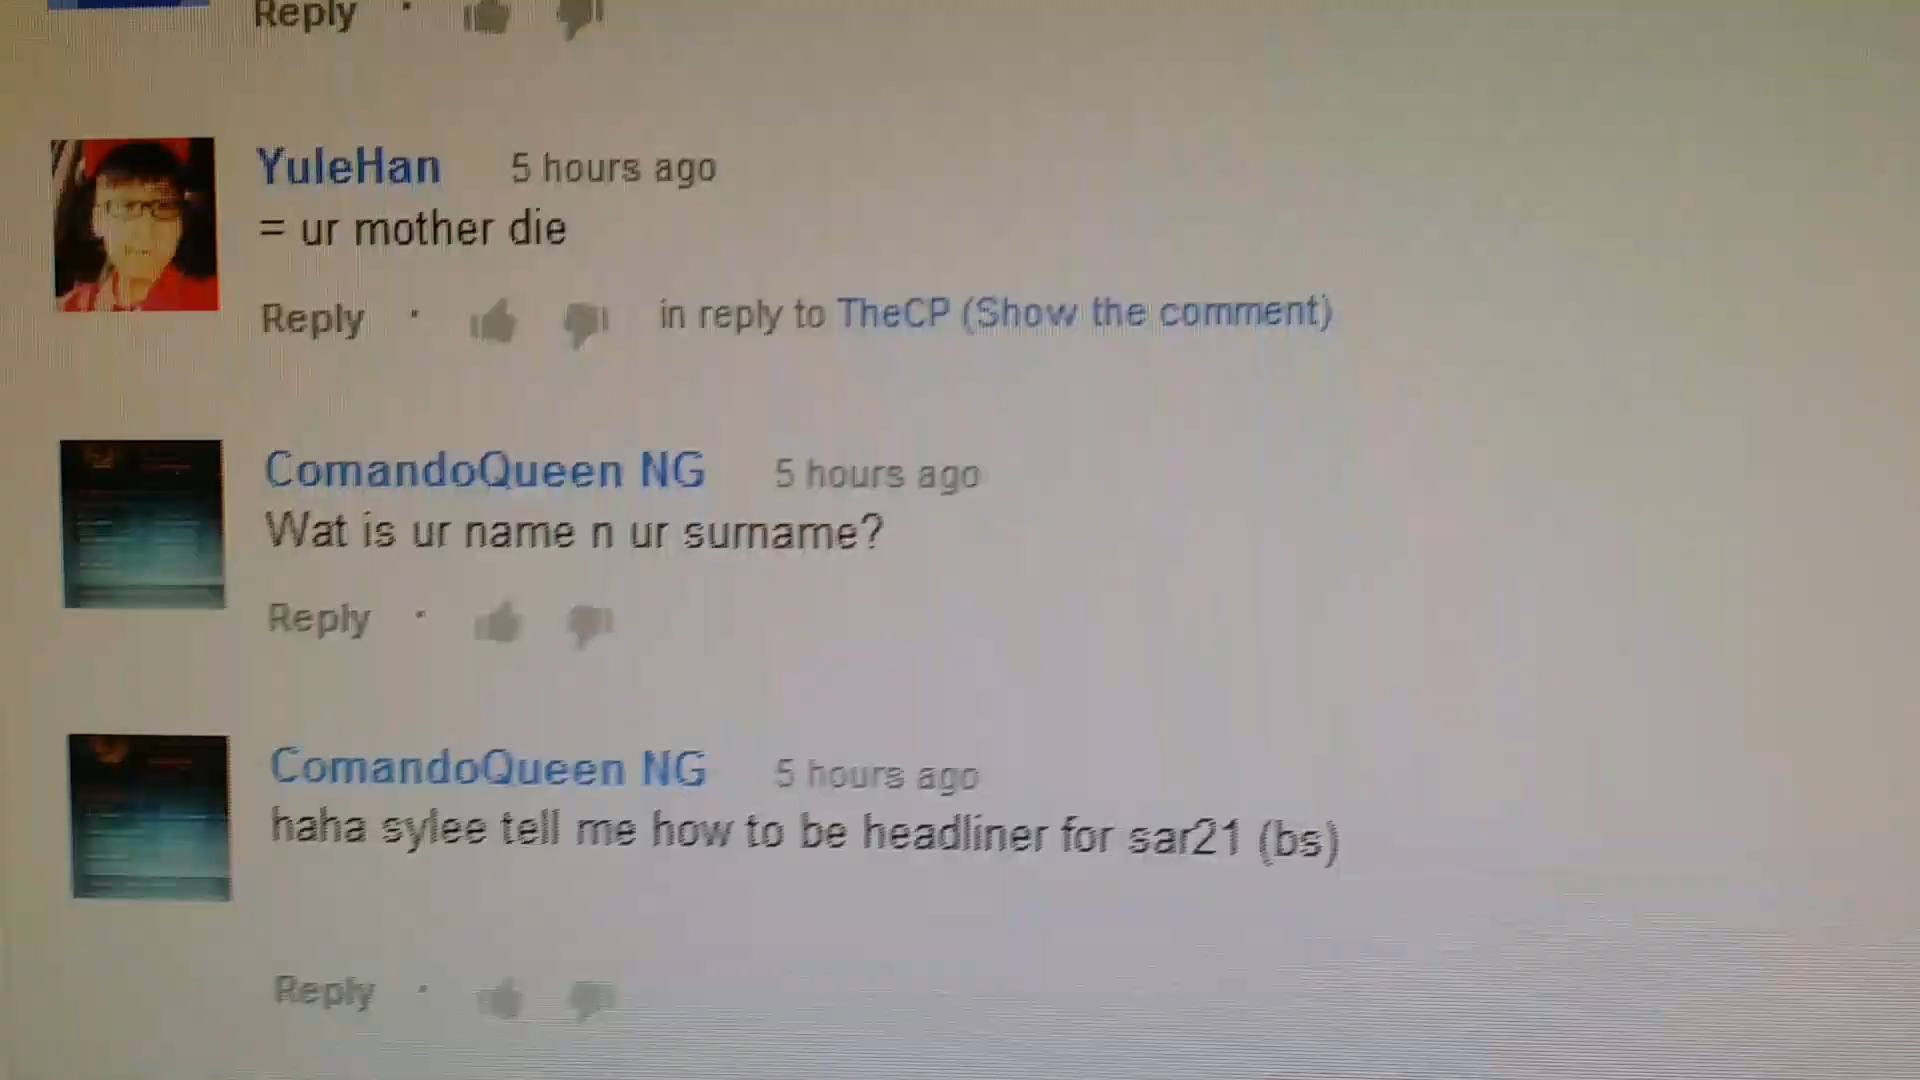 Reply ·
YuleHan 5 hours ago
= ur mother die
Reply · in reply to TheCP (Show the comment)
ComandoQueen NG 5 hours ago
Wat is ur name n ur surname?
Reply ·
ComandoQueen NG 5 hours ago
haha sylee tell me how to be headliner for sar21 (bs)
Reply ·